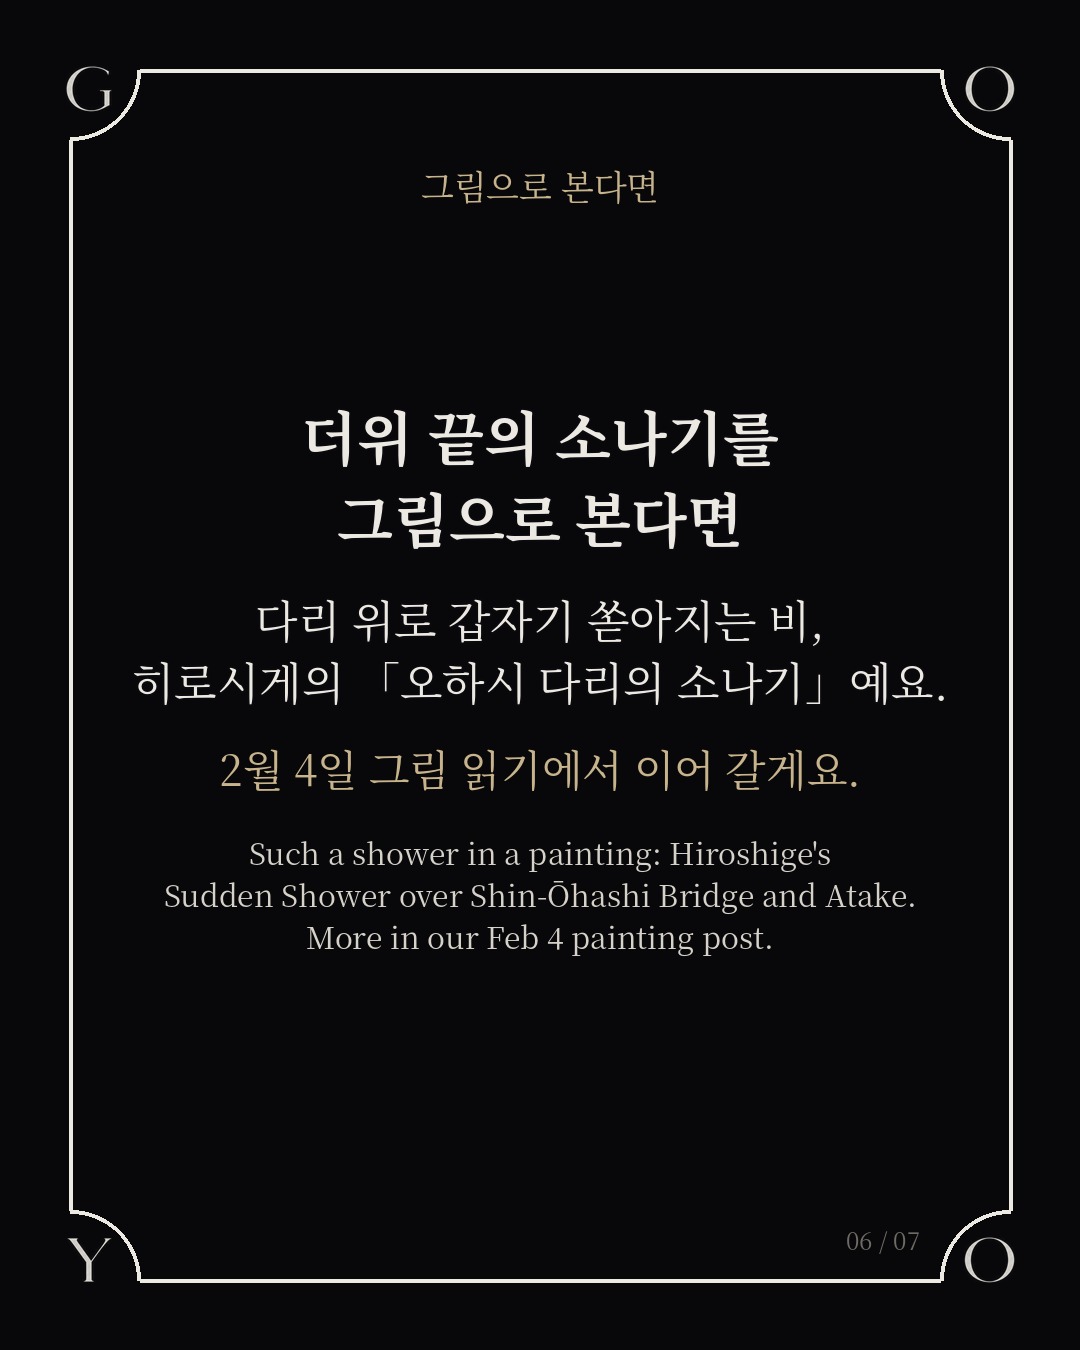 G O
그림으로 본다면
더위 끝의 소나기를
그림으로 본다면
다리 위로 갑자기 쏟아지는 비,
히로시게의 「오하시 다리의 소나기」예요.
2월 4일 그림 읽기에서 이어 갈게요.
Such a shower in a painting: Hiroshige's
Sudden Shower over Shin-Ōhashi Bridge and Atake.
More in our Feb 4 painting post.
06 / 07
Y O